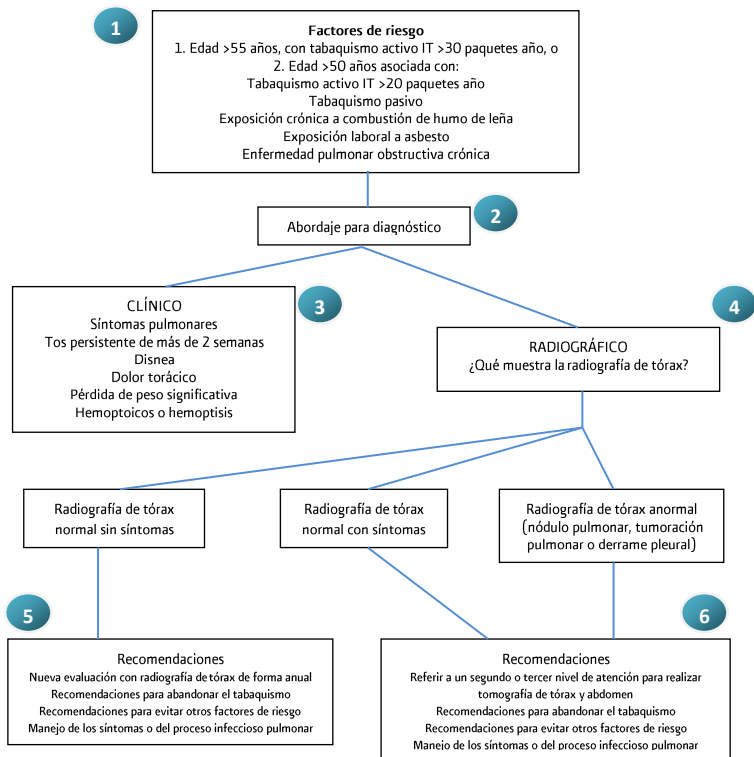 1
Factores de riesgo
1. Edad >55 años, con tabaquismo activo IT >30 paquetes año, o
2. Edad >50 años asociada con:
Tabaquismo activo IT >20 paquetes año
Tabaquismo pasivo
Exposición crónica a combustión de humo de leña
Exposición laboral a asbesto
Enfermedad pulmonar obstructiva crónica
2
Abordaje para diagnóstico
3
CLÍNICO
Síntomas pulmonares
Tos persistente de más de 2 semanas
Disnea
Dolor torácico
Pérdida de peso significativa
Hemoptoicos o hemoptisis
4
RADIOGRÁFICO
¿Qué muestra la radiografía de tórax?
Radiografía de tórax
normal sin síntomas
Radiografía de tórax
normal con síntomas
Radiografía de tórax anormal
(nódulo pulmonar, tumoración
pulmonar o derrame pleural)
5
Recomendaciones
Nueva evaluación con radiografía de tórax de forma anual
Recomendaciones para abandonar el tabaquismo
Recomendaciones para evitar otros factores de riesgo
Manejo de los síntomas o del proceso infeccioso pulmonar
6
Recomendaciones
Referir a un segundo o tercer nivel de atención para realizar
tomografía de tórax y abdomen
Recomendaciones para abandonar el tabaquismo
Recomendaciones para evitar otros factores de riesgo
Manejo de los síntomas o del proceso infeccioso pulmonar